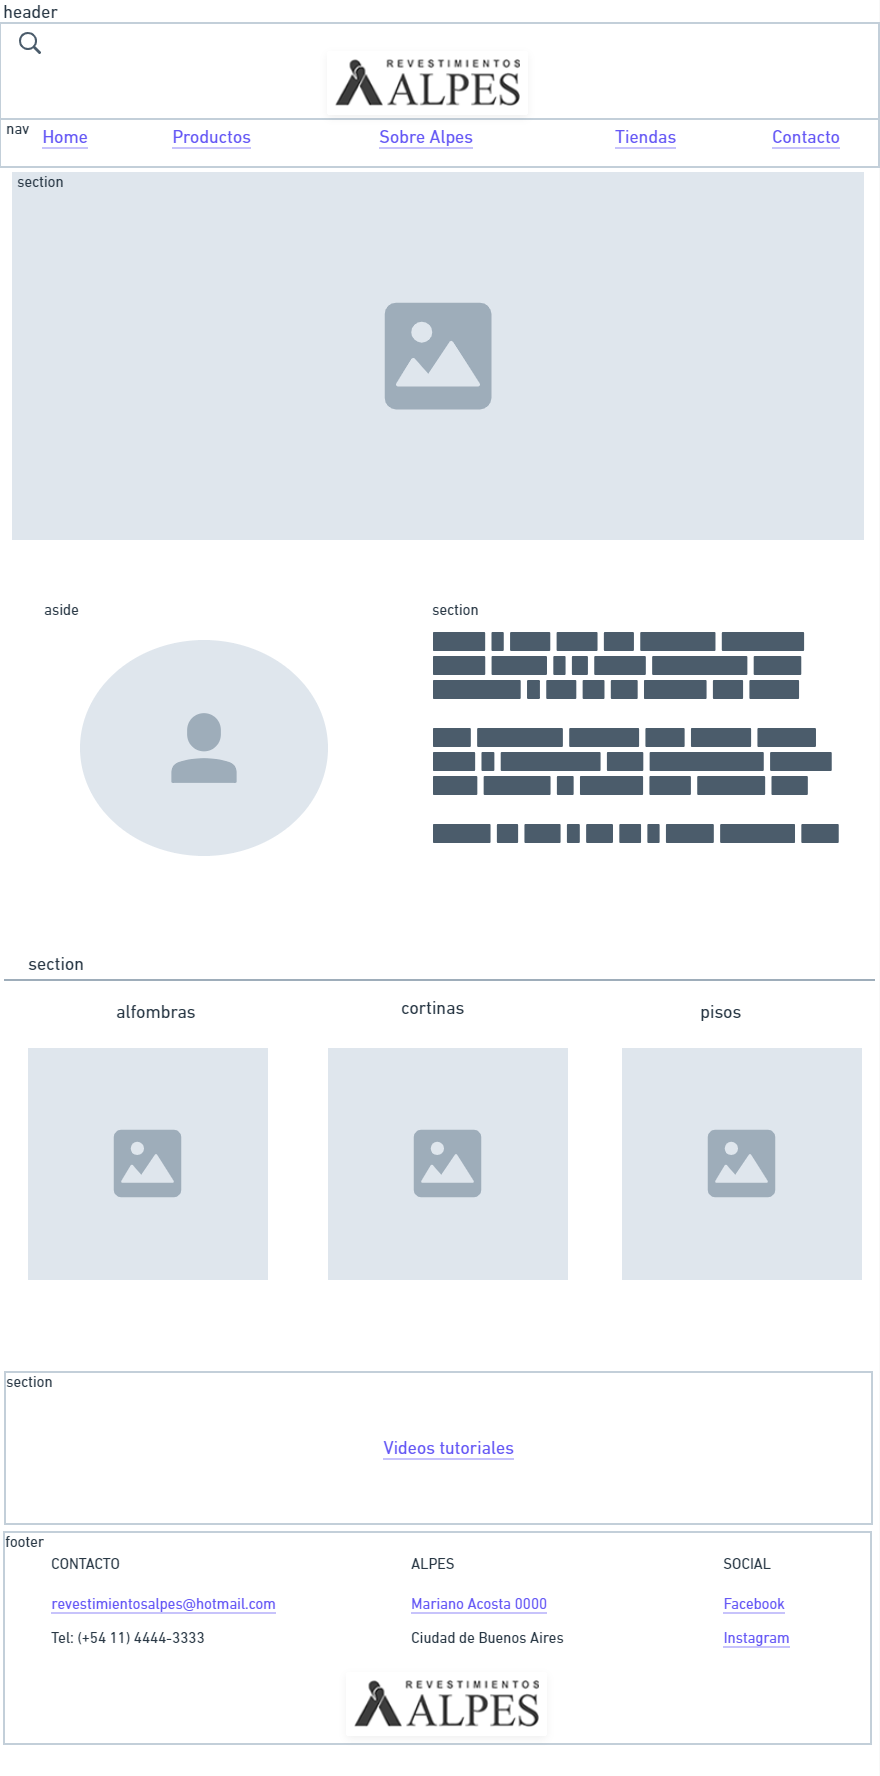 header
REVESTIMIENTOS
ALPES
nav
Home Productos Sobre Alpes Tiendas Contacto
section
aside
section
section
alfombras cortinas pisos
section
Videos tutoriales
footer
CONTACTO ALPES SOCIAL
revestimientosalpes@hotmail.com Mariano Acosta 0000 Facebook
Tel: (+54 11) 4444-3333 Ciudad de Buenos Aires Instagram
REVESTIMIENTOS
ALPES